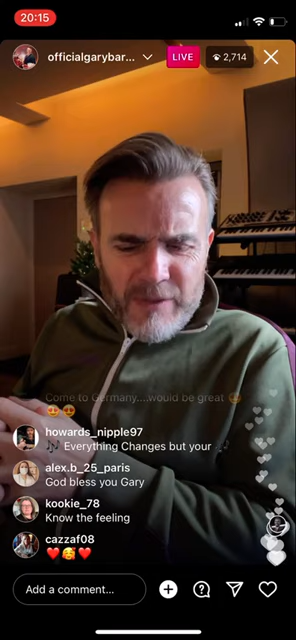 20:15
officialgarybar...
LIVE
2,714
Come to Germany....would be great 😍
😍😍
howards_nipple97
🎶 Everything Changes but your 🎶
alex.b_25_paris
God bless you Gary
kookie_78
Know the feeling
cazzaf08
❤️🥰❤️
Add a comment...